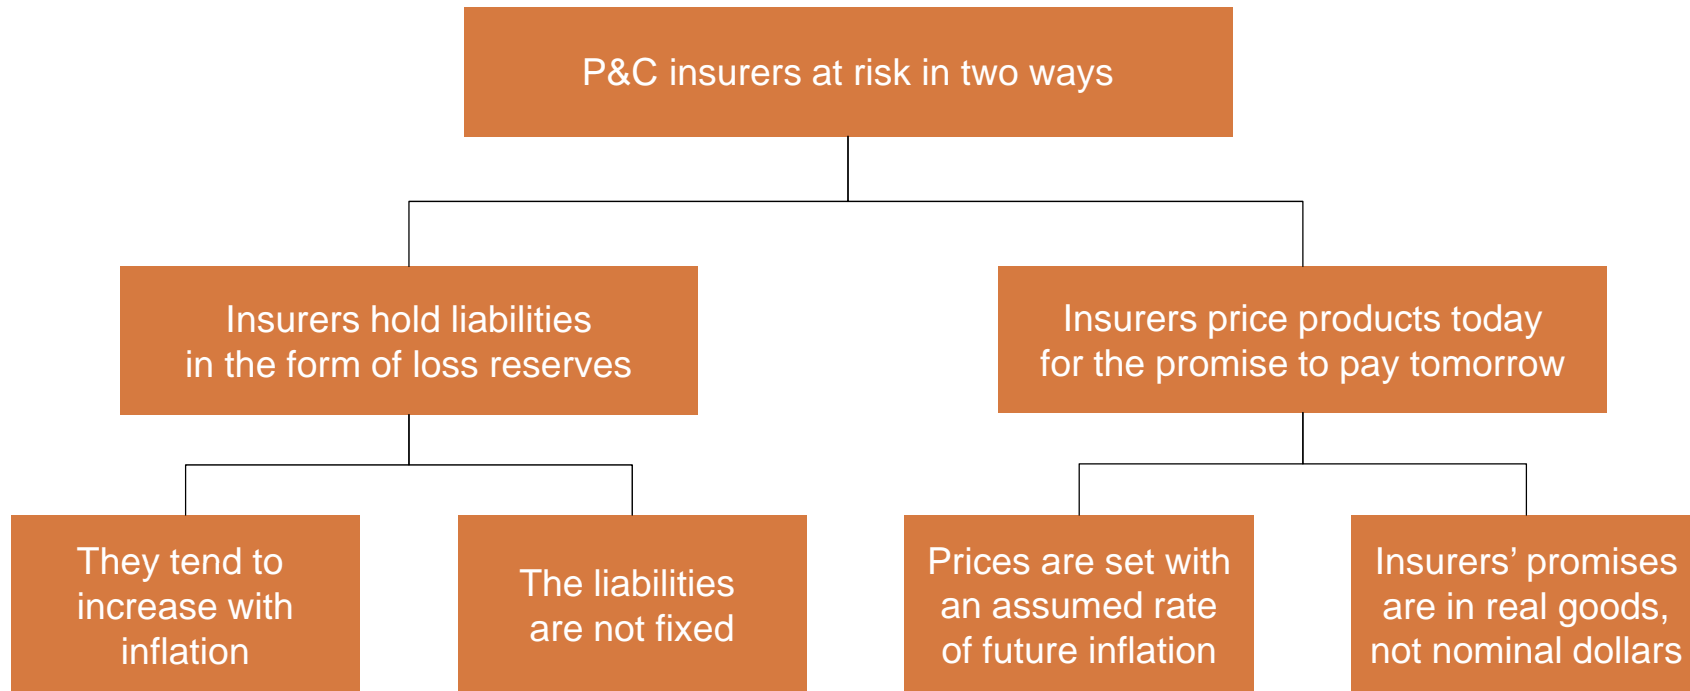 P&C insurers at risk in two ways
Insurers hold liabilities
in the form of loss reserves
Insurers price products today
for the promise to pay tomorrow
They tend to
increase with
inflation
The liabilities
are not fixed
Prices are set with
an assumed rate
of future inflation
Insurers’ promises
are in real goods,
not nominal dollars